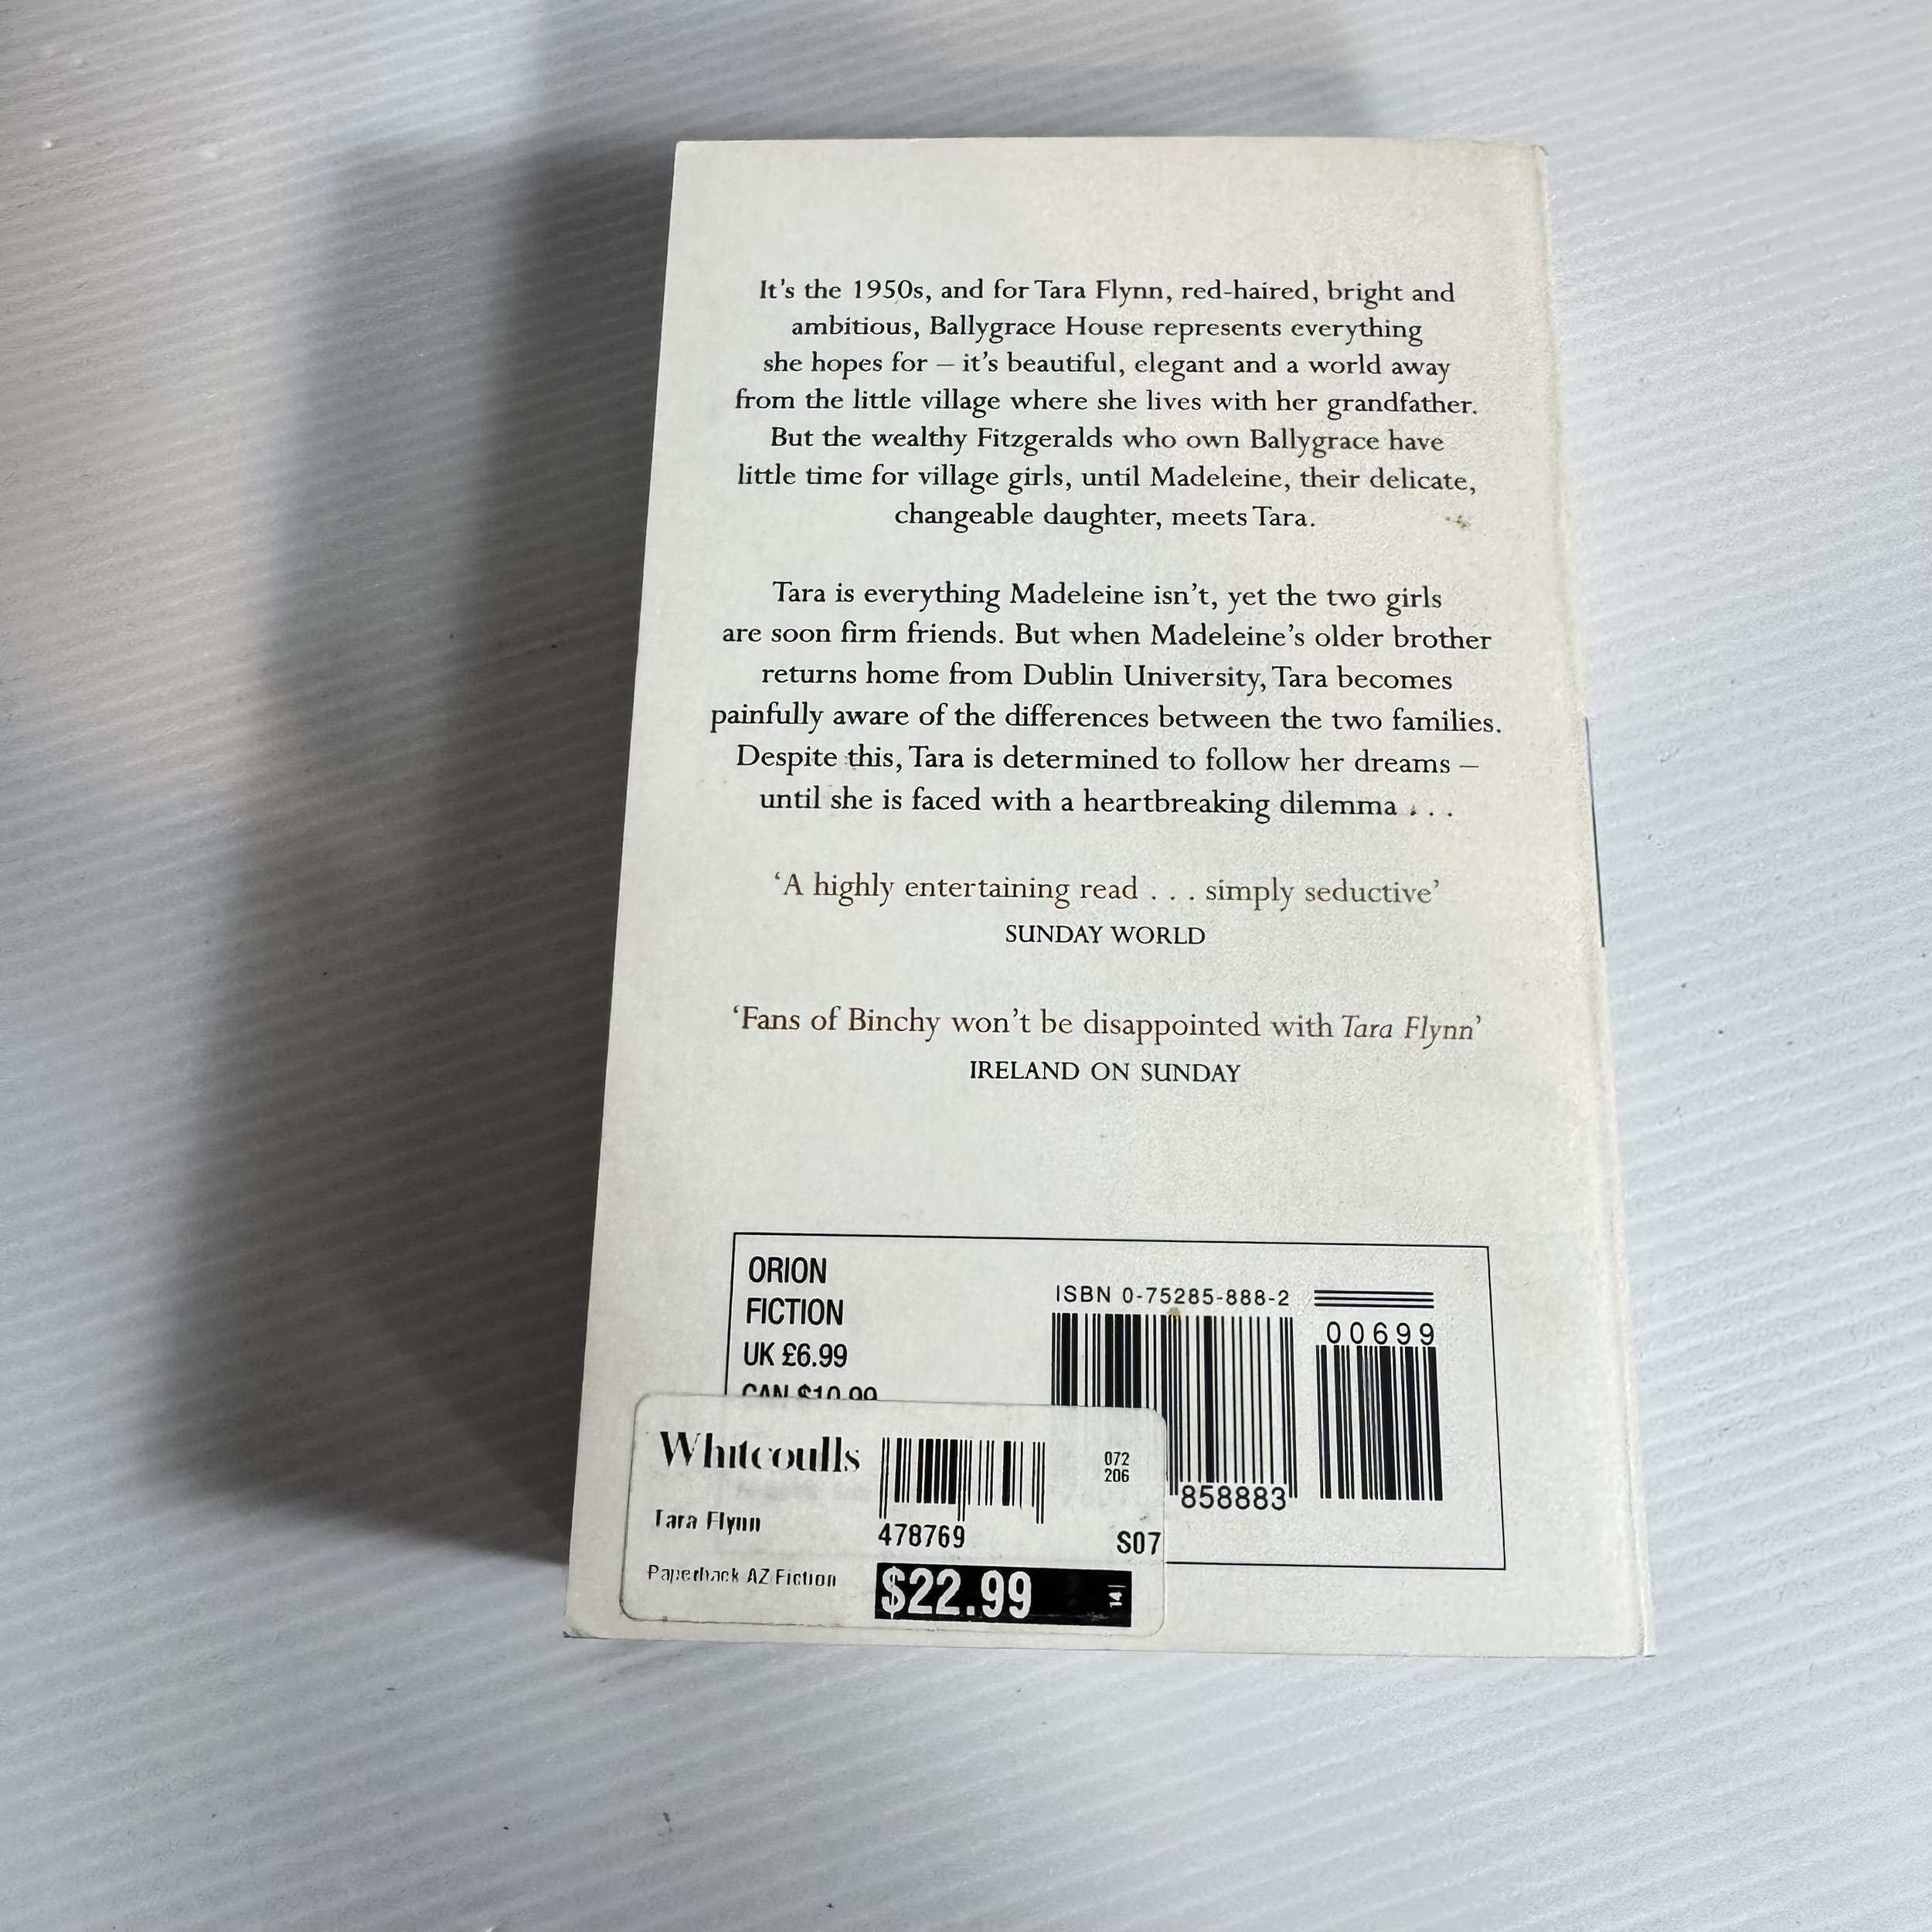 It's the 1950s, and for Tara Flynn, red-haired, bright and
ambitious, Ballygrace House represents everything
she hopes for – it's beautiful, elegant and a world away
from the little village where she lives with her grandfather.
But the wealthy Fitzgeralds who own Ballygrace have
little time for village girls, until Madeleine, their delicate,
changeable daughter, meets Tara.
Tara is everything Madeleine isn't, yet the two girls
are soon firm friends. But when Madeleine's older brother
returns home from Dublin University, Tara becomes
painfully aware of the differences between the two families.
Despite this, Tara is determined to follow her dreams –
until she is faced with a heartbreaking dilemma . . .
'A highly entertaining read . . . simply seductive'
SUNDAY WORLD
'Fans of Binchy won't be disappointed with Tara Flynn'
IRELAND ON SUNDAY
ORION
FICTION
UK £6.99
CAN $10.99
ISBN 0-75285-888-2
00699
858883
Whitcoulls
072
206
Tara Flynn
478769
S07
Paperback AZ Fiction
$22.99
14